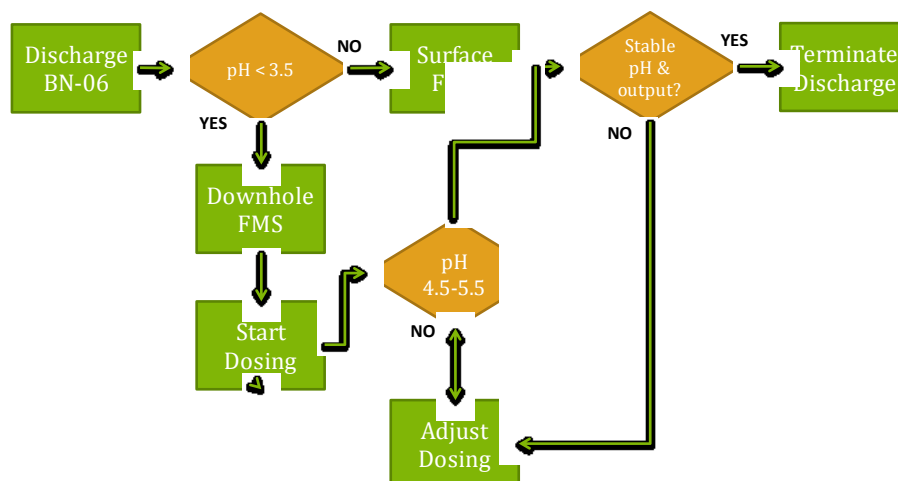 Discharge
BN-06
pH < 3.5
NO
YES
Surface
Stable
pH &
output?
YES
NO
Terminate
Discharge
Downhole
FMS
Start
Dosing
pH
4.5-5.5
NO
Adjust
Dosing